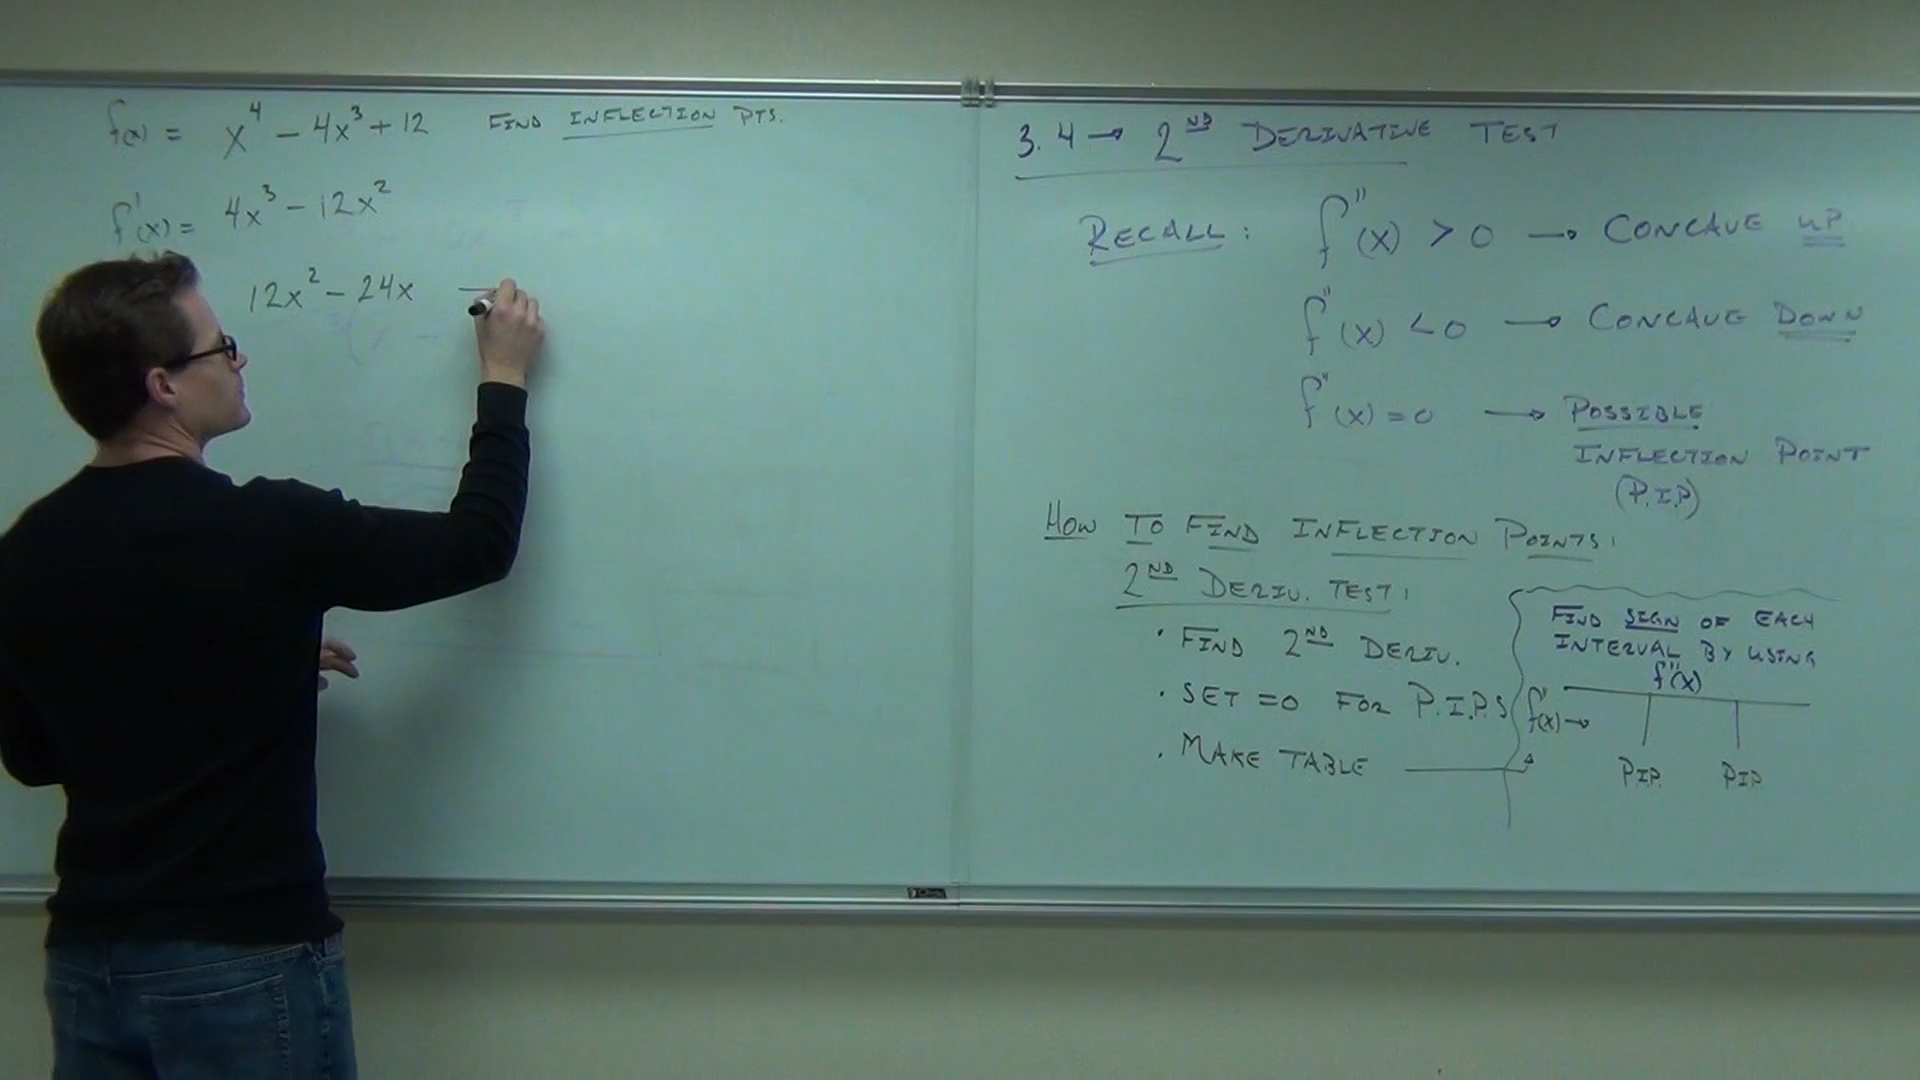 f(x) = x⁴ - 4x³ + 12 FIND INFLECTION PTS.
f'(x) = 4x³ - 12x²
12x² - 24x
3.4 → 2ND DERIVATIVE TEST
RECALL: f''(x) > 0 → CONCAVE UP
f''(x) < 0 → CONCAVE DOWN
f''(x) = 0 → POSSIBLE
INFLECTION POINT
(P.I.P)
HOW TO FIND INFLECTION POINTS:
2ND DERIV. TEST:
· FIND 2ND DERIV.
· SET = 0 FOR P.I.P.S
· MAKE TABLE
FIND SIGN OF EACH
INTERVAL BY USING
f''(x)
f''(x) →
P.I.P. P.I.P